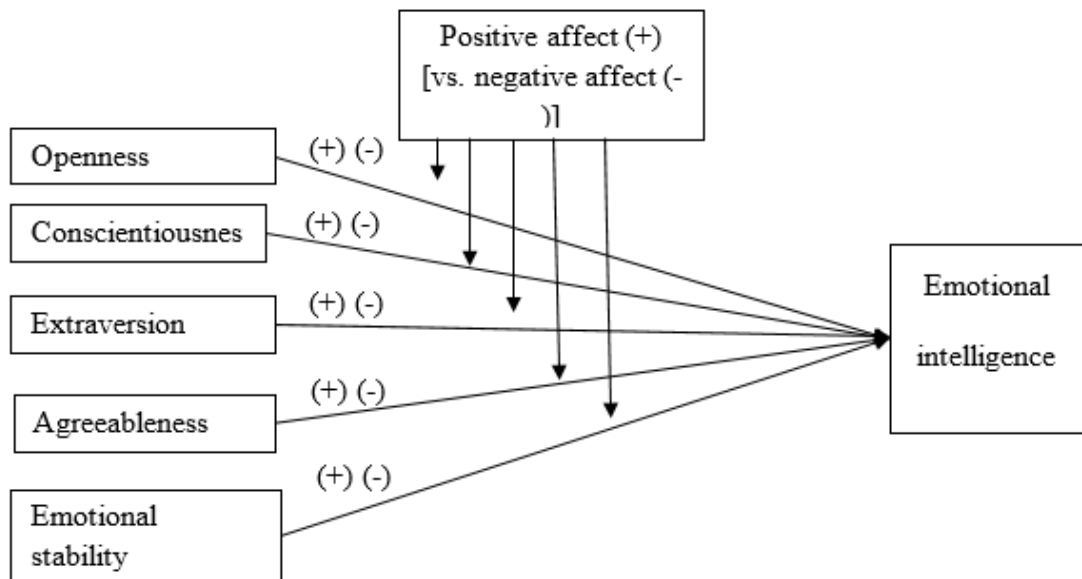 Positive affect (+)
[vs. negative affect (-
)]
Openness
(+) (-)
Conscientiousnes
(+) (-)
Extraversion
(+) (-)
Agreeableness
(+) (-)
Emotional
stability
(+) (-)
Emotional
intelligence